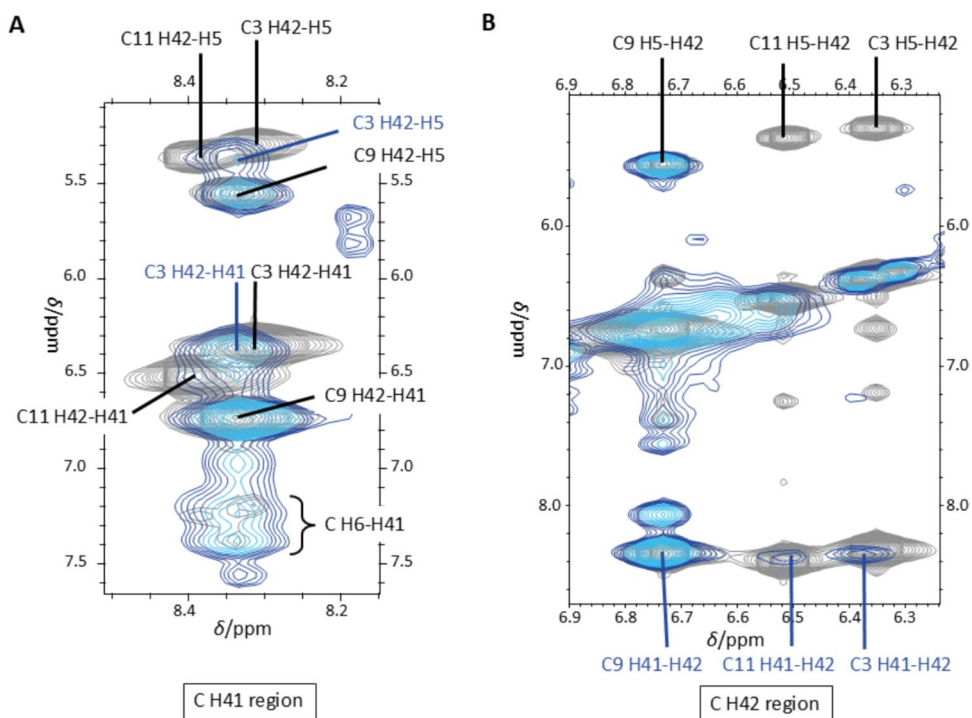 A
C11 H42-H5
C3 H42-H5
8.4
8.2
C3 H42-H5
C9 H42-H5
5.5
5.5
6.0
6.0
C3 H42-H41
C3 H42-H41
δ/ppm
6.5
6.5
C11 H42-H41
C9 H42-H41
7.0
7.0
C H6-H41
7.5
7.5
8.4
8.2
δ/ppm
C H41 region
B
C9 H5-H42
C11 H5-H42
C3 H5-H42
6.9
6.7
6.6
6.5
6.4
6.3
6.0
6.0
δ/ppm
7.0
7.0
8.0
8.0
6.9
6.8
6.7
6.6
6.5
6.4
6.3
δ/ppm
C9 H41-H42
C11 H41-H42
C3 H41-H42
C H42 region